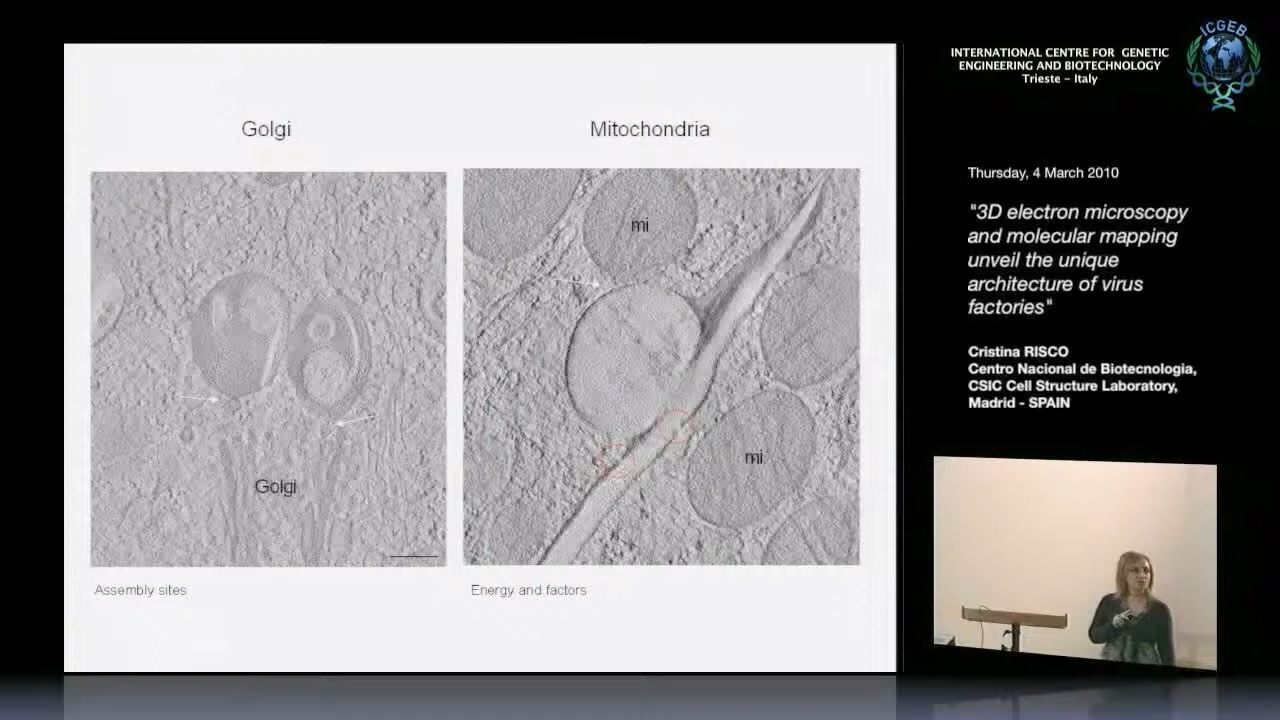 ICGEB
INTERNATIONAL CENTRE FOR GENETIC
ENGINEERING AND BIOTECHNOLOGY
Trieste – Italy
Golgi
Mitochondria
mi
mi
Golgi
Assembly sites
Energy and factors
Thursday, 4 March 2010
"3D electron microscopy
and molecular mapping
unveil the unique
architecture of virus
factories"
Cristina RISCO
Centro Nacional de Biotecnologia,
CSIC Cell Structure Laboratory,
Madrid - SPAIN